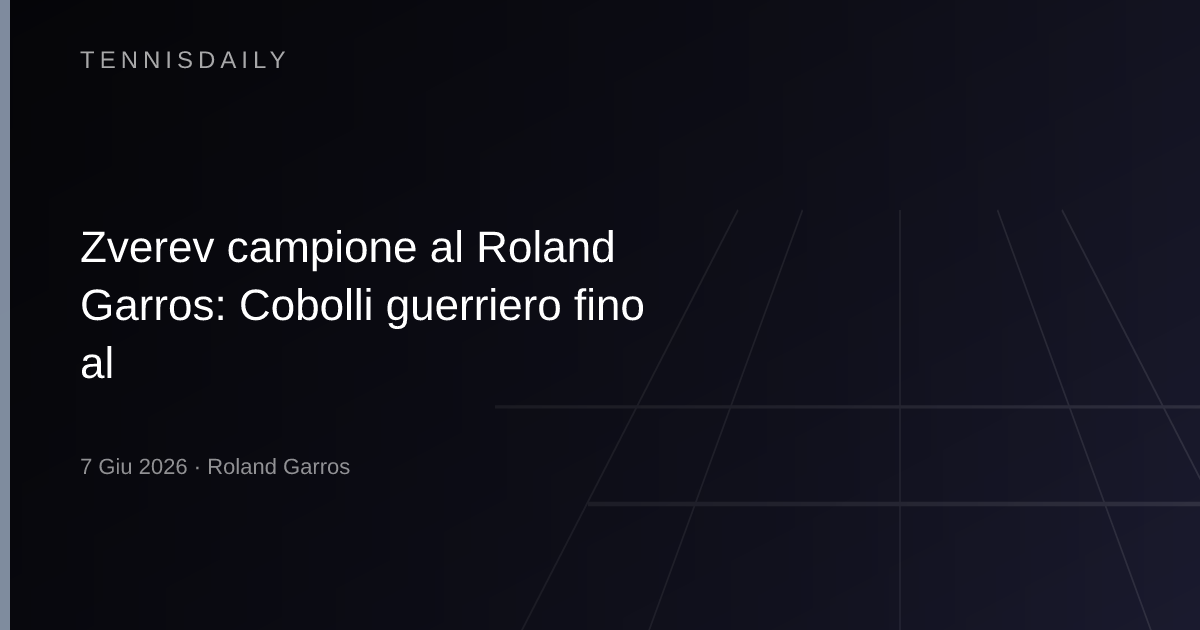 TENNISDAILY
Zverev campione al Roland
Garros: Cobolli guerriero fino
al
7 Giu 2026 · Roland Garros